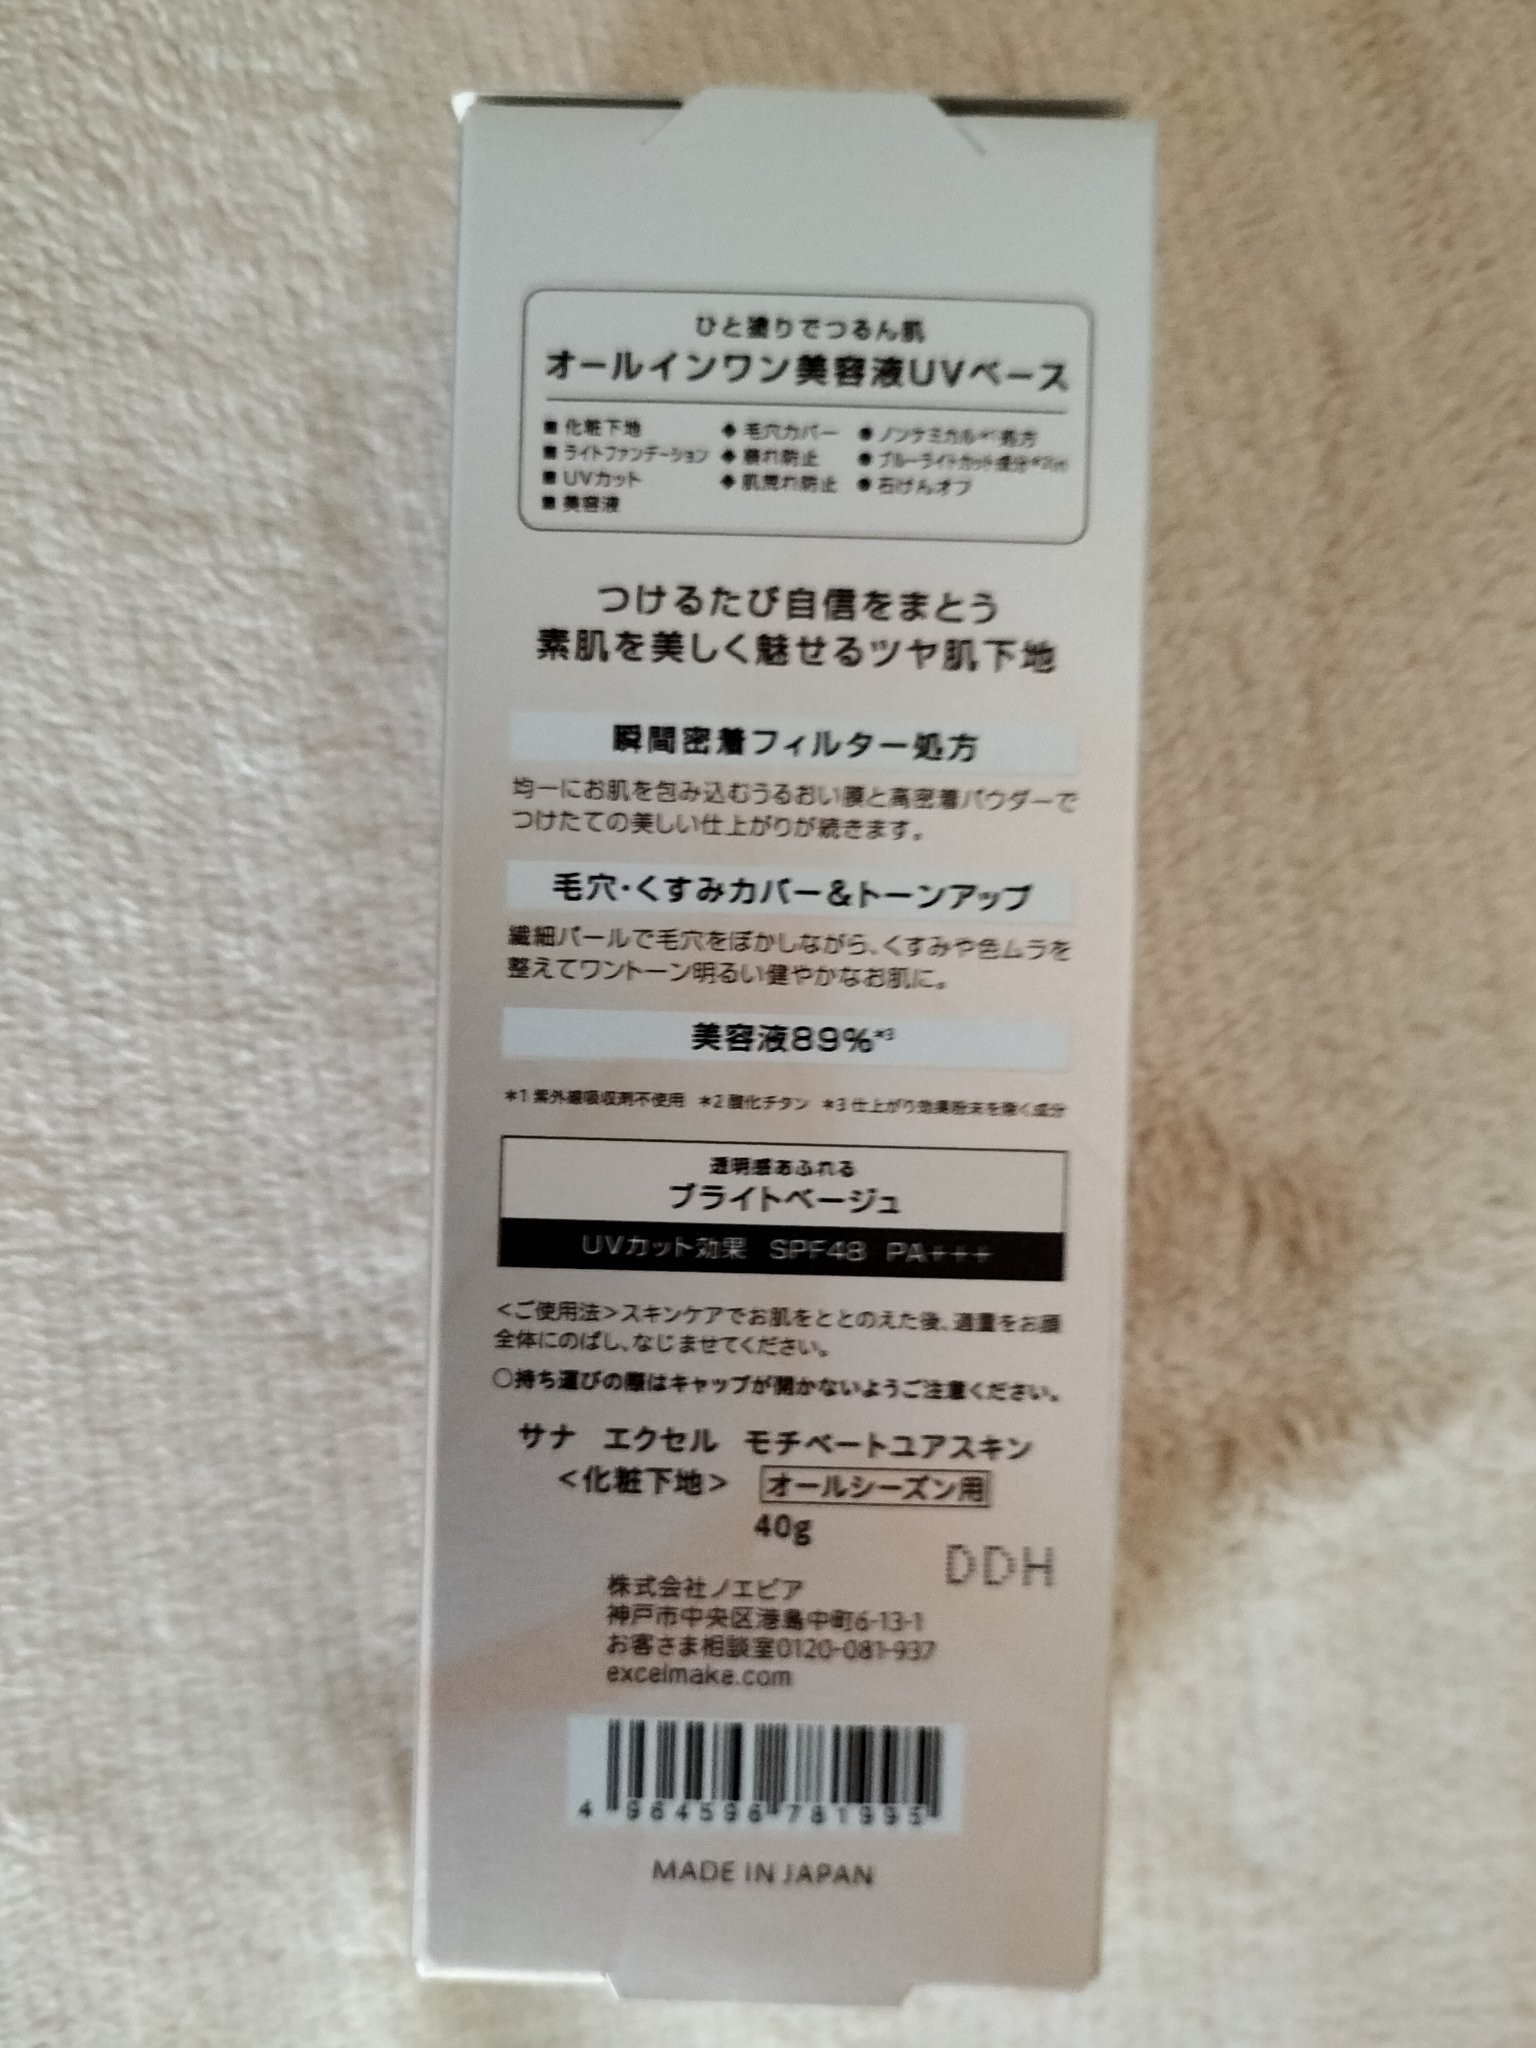 ひと塗りでつるん肌
オールインワン美容液UVベース
■ 化粧下地 ◆ 毛穴カバー ● ノンケミカル*1処方
■ ライトファンデーション ◆ 崩れ防止 ● ブルーライトカット成分*2
■ UVカット ◆ 肌荒れ防止 ● 石けんオフ
■ 美容液
つけるたび自信をまとう
素肌を美しく魅せるツヤ肌下地
瞬間密着フィルター処方
均一にお肌を包み込むうるおい膜と高密着パウダーで
つけたての美しい仕上がりが続きます。
毛穴・くすみカバー&トーンアップ
繊細パールで毛穴をぼかしながら、くすみや色ムラを
整えてワントーン明るい健やかなお肌に。
美容液89%*3
*1 紫外線吸収剤不使用 *2 酸化チタン *3 仕上がり効果粉末を除く成分
透明感あふれる
ブライトベージュ
UVカット効果 SPF48 PA+++
<ご使用法>スキンケアでお肌をととのえた後、適量をお顔
全体にのばし、なじませてください。
○持ち運びの際はキャップが開かないようご注意ください。
サナ エクセル モチベートユアスキン
<化粧下地> オールシーズン用
40g
DDH
株式会社ノエビア
神戸市中央区港島中町6-13-1
お客さま相談室0120-081-937
excelmake.com
4 964596 781995
MADE IN JAPAN